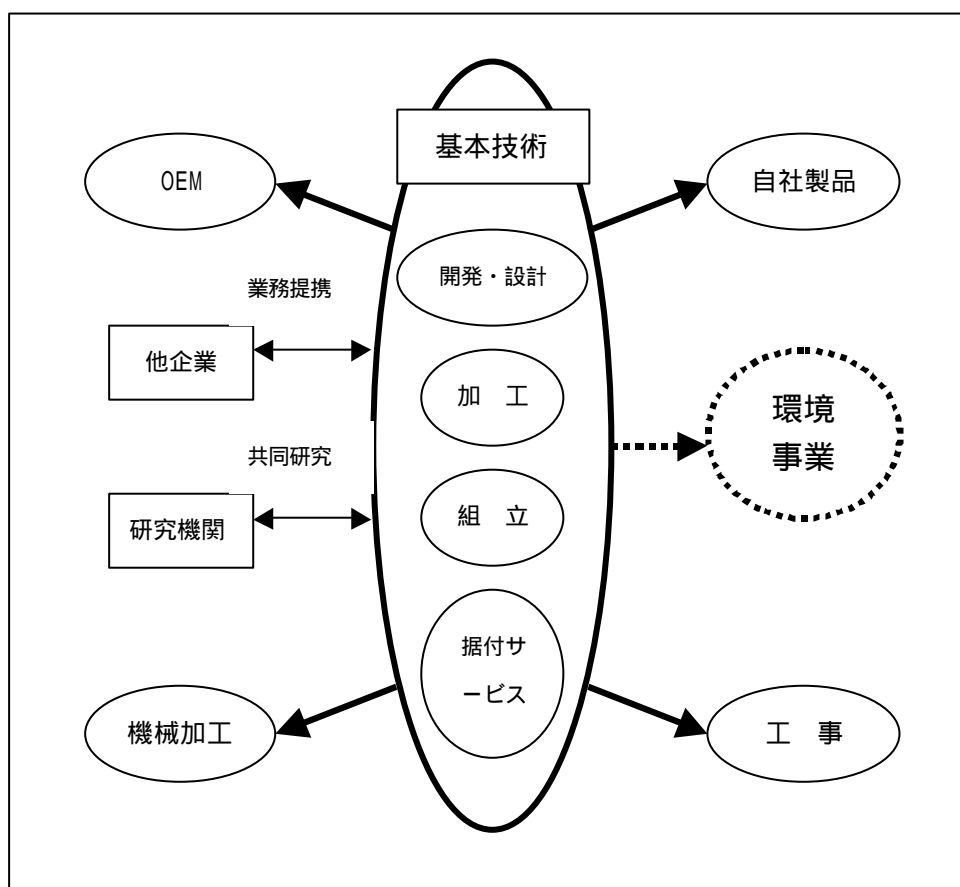 基本技術
OEM
自社製品
開発・設計
業務提携
他企業
加　工
環境
事業
共同研究
組　立
研究機関
据付サ
ービス
機械加工
工　事